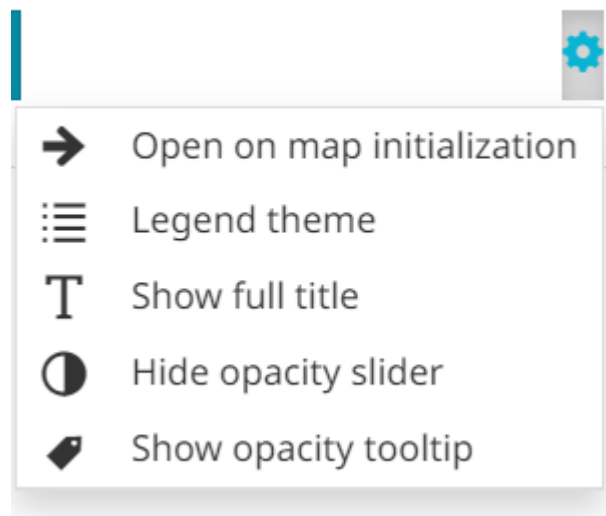 Open on map initialization
Legend theme
Show full title
Hide opacity slider
Show opacity tooltip